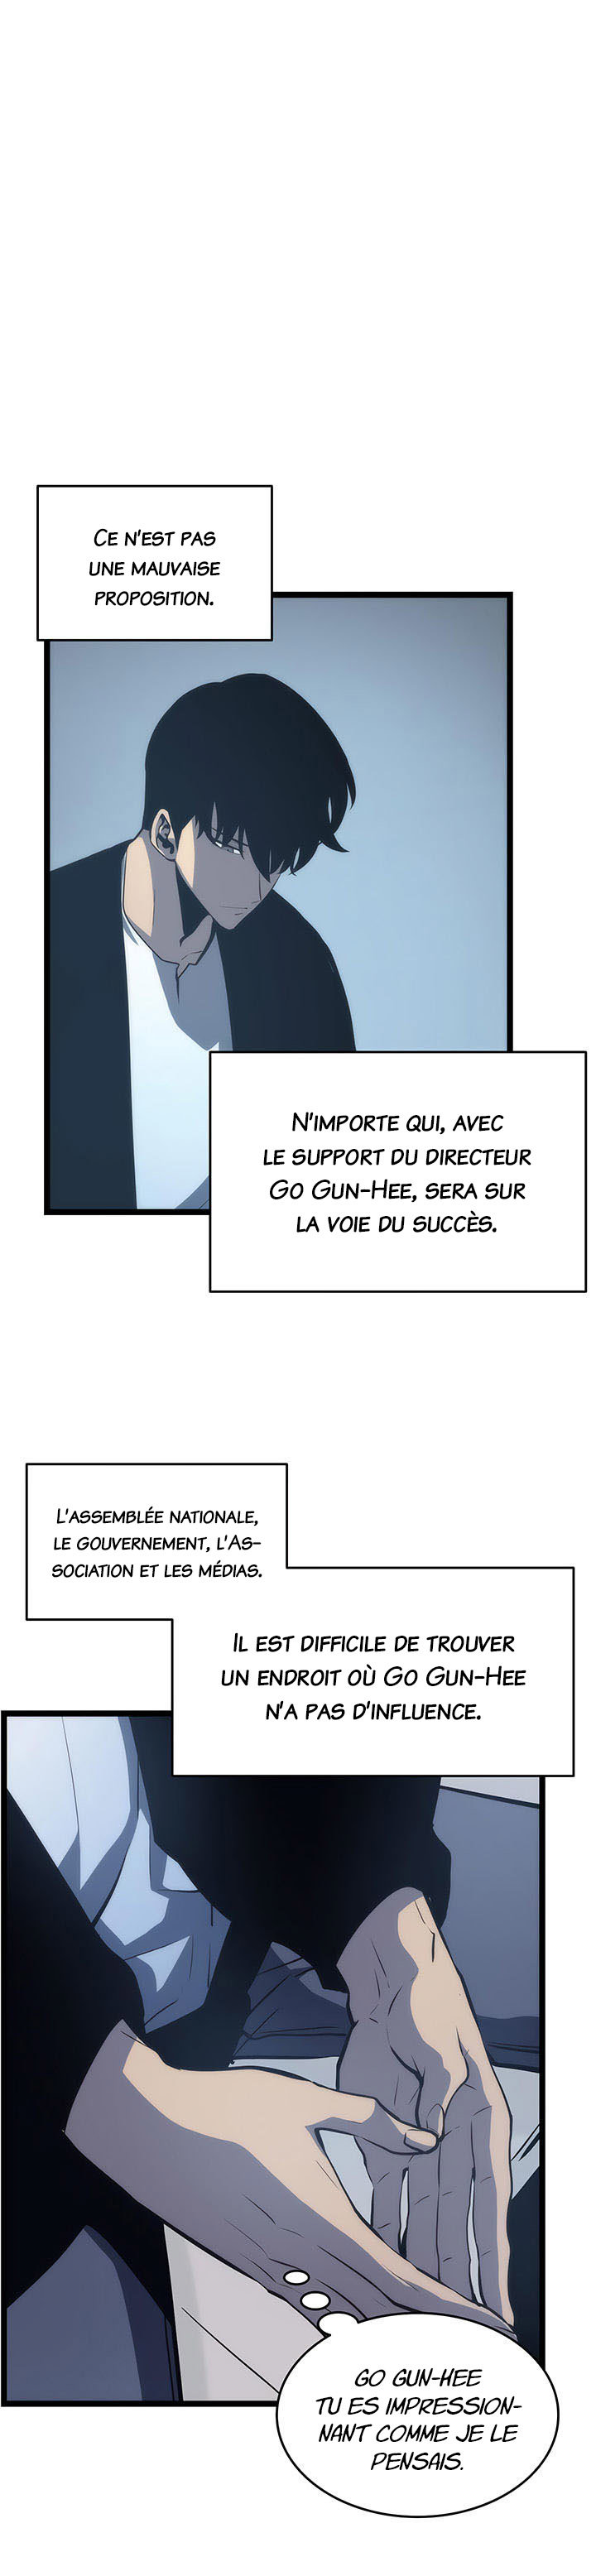 Ce n'est pas
une mauvaise
proposition.
N'importe qui, avec
le support du directeur
Go Gun-Hee, sera sur
la voie du succès.
L'assemblée nationale,
le gouvernement, l'As-
sociation et les médias.
Il est difficile de trouver
un endroit où Go Gun-Hee
n'a pas d'influence.
GO GUN-HEE
TU ES IMPRESSION-
NANT COMME JE LE
PENSAIS.